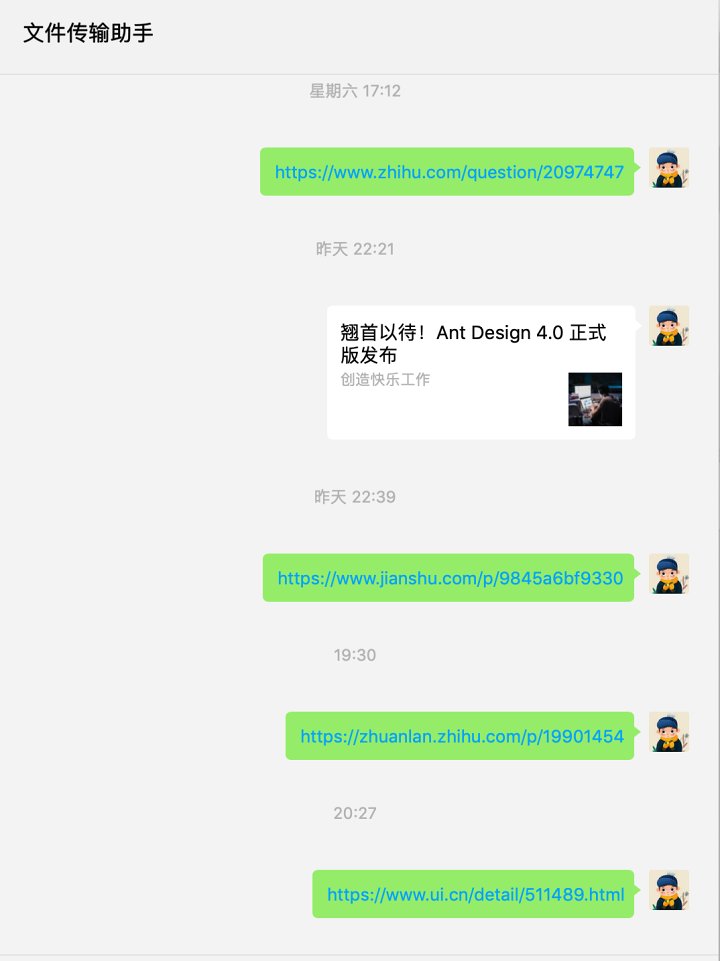 文件传输助手
星期六 17:12
https://www.zhihu.com/question/20974747
昨天 22:21
翘首以待！Ant Design 4.0 正式
版发布
创造快乐工作
昨天 22:39
https://www.jianshu.com/p/9845a6bf9330
19:30
https://zhuanlan.zhihu.com/p/19901454
20:27
https://www.ui.cn/detail/511489.html